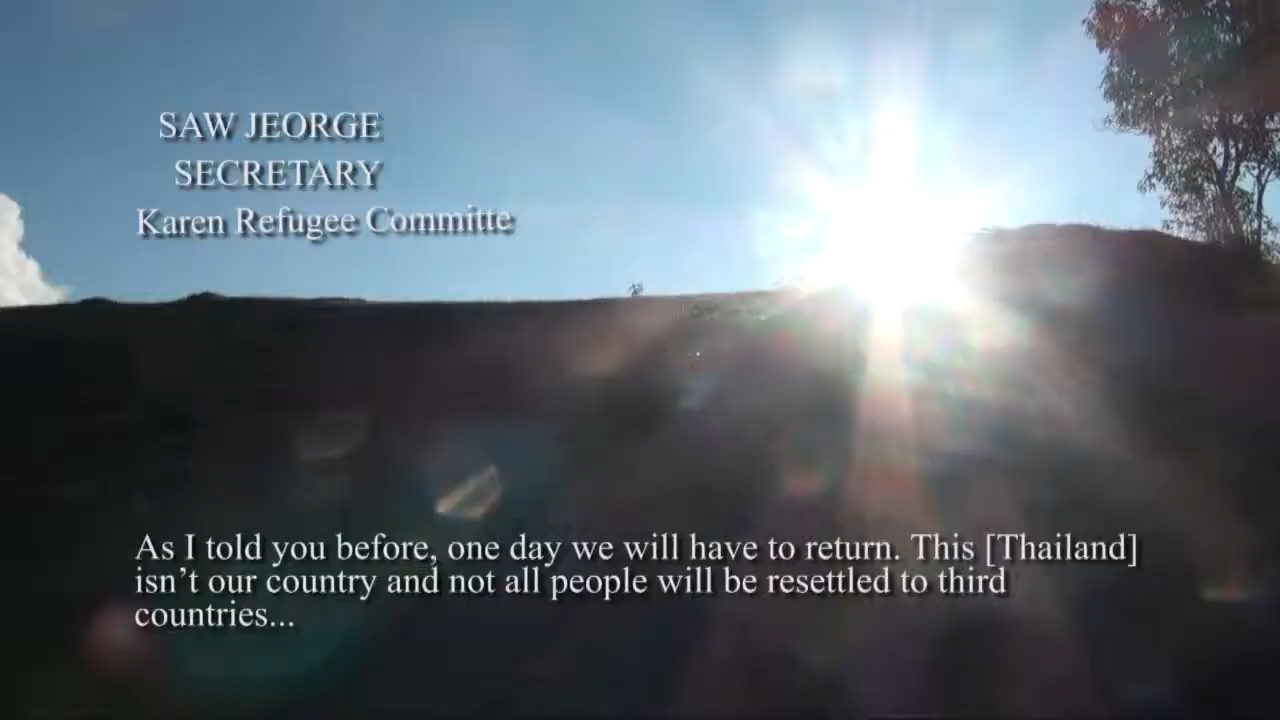 SAW JEORGE
SECRETARY
Karen Refugee Committe
As I told you before, one day we will have to return. This [Thailand]
isn’t our country and not all people will be resettled to third
countries...